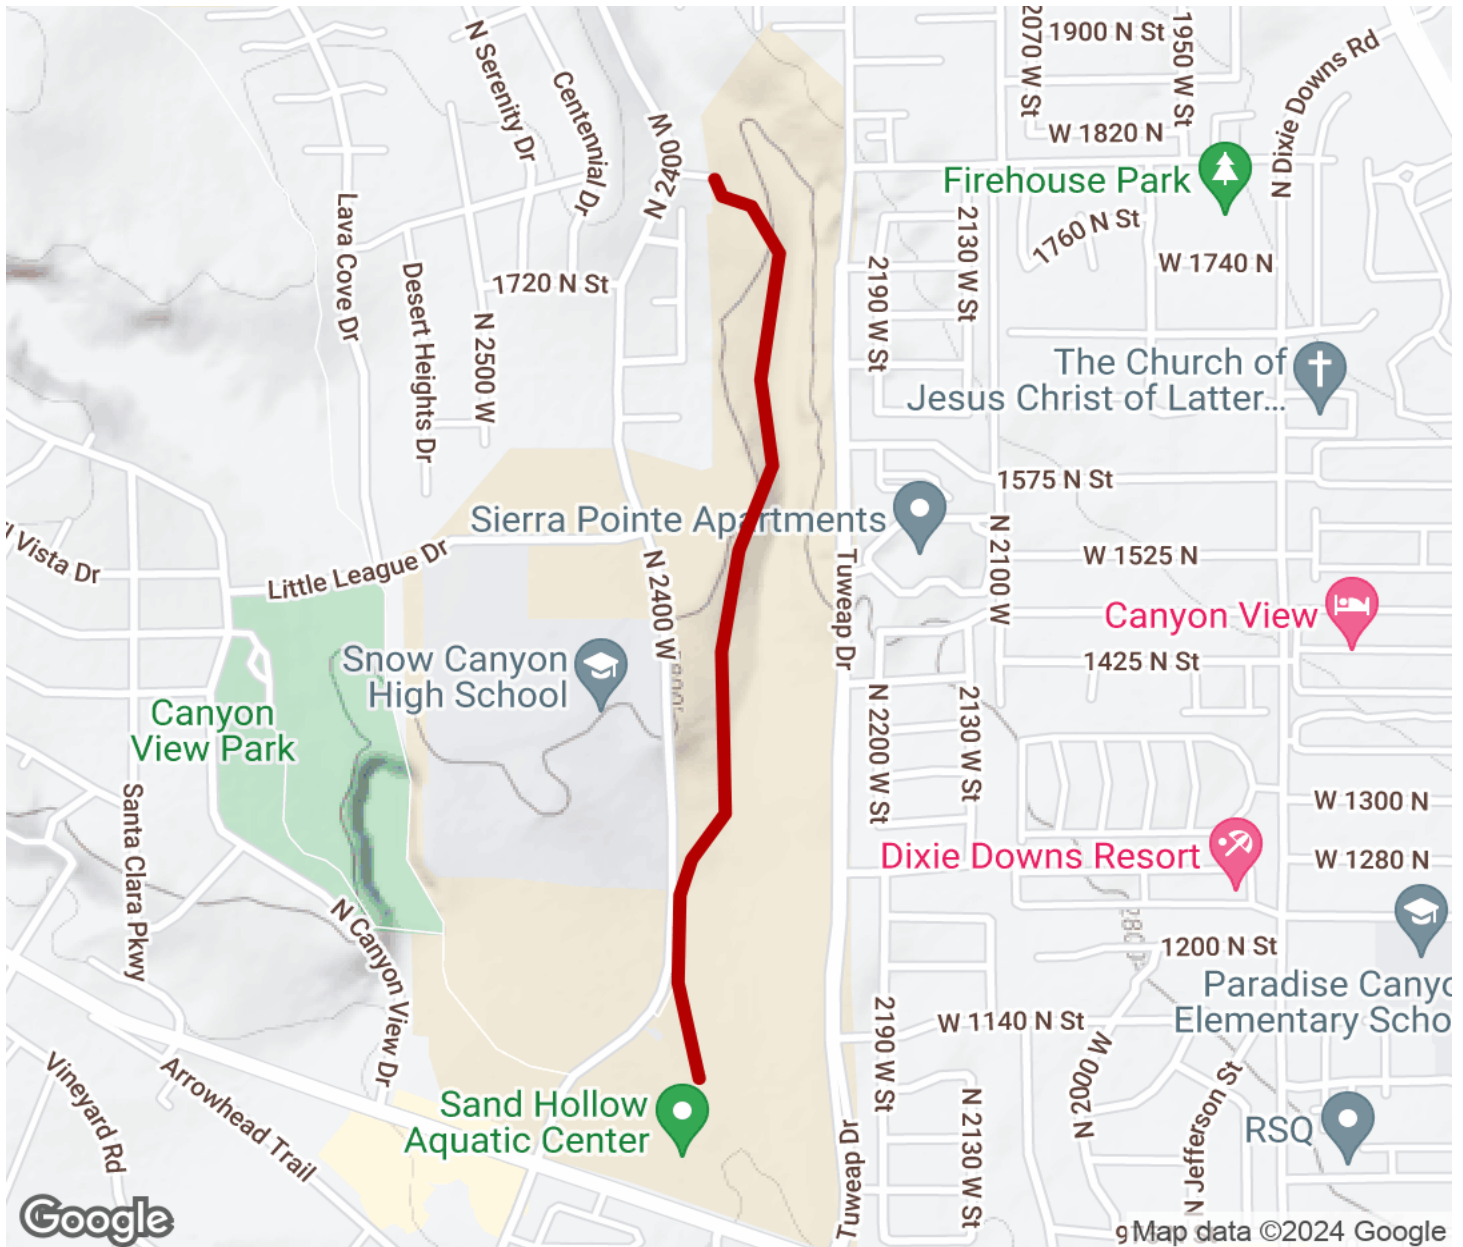 N Serenity Dr
Centennial Dr
N 2400 W
2070 W St
1900 N St
1950 W St
N Dixie Downs Rd
W 1820 N
Firehouse Park
Lava Cove Dr
Desert Heights Dr
1720 N St
N 2500 W
2190 W St
2130 W St
1760 N St
W 1740 N
The Church of
Jesus Christ of Latter...
1575 N St
Sierra Pointe Apartments
Vista Dr
Little League Dr
N 2400 W
Tuweap Dr
N 2100 W
W 1525 N
Canyon View
1425 N St
Snow Canyon
High School
Canyon
View Park
N 2200 W St
2130 W St
Santa Clara Pkwy
W 1300 N
Dixie Downs Resort
W 1280 N
N Canyon View Dr
1200 N St
Paradise Canyo
Elementary Scho
2190 W St
W 1140 N St
N 2000 W
N Jefferson St
Vineyard Rd
Arrowhead Trail
Sand Hollow
Aquatic Center
Tuweap Dr
N 2130 W St
RSQ
Google
Map data ©2024 Google